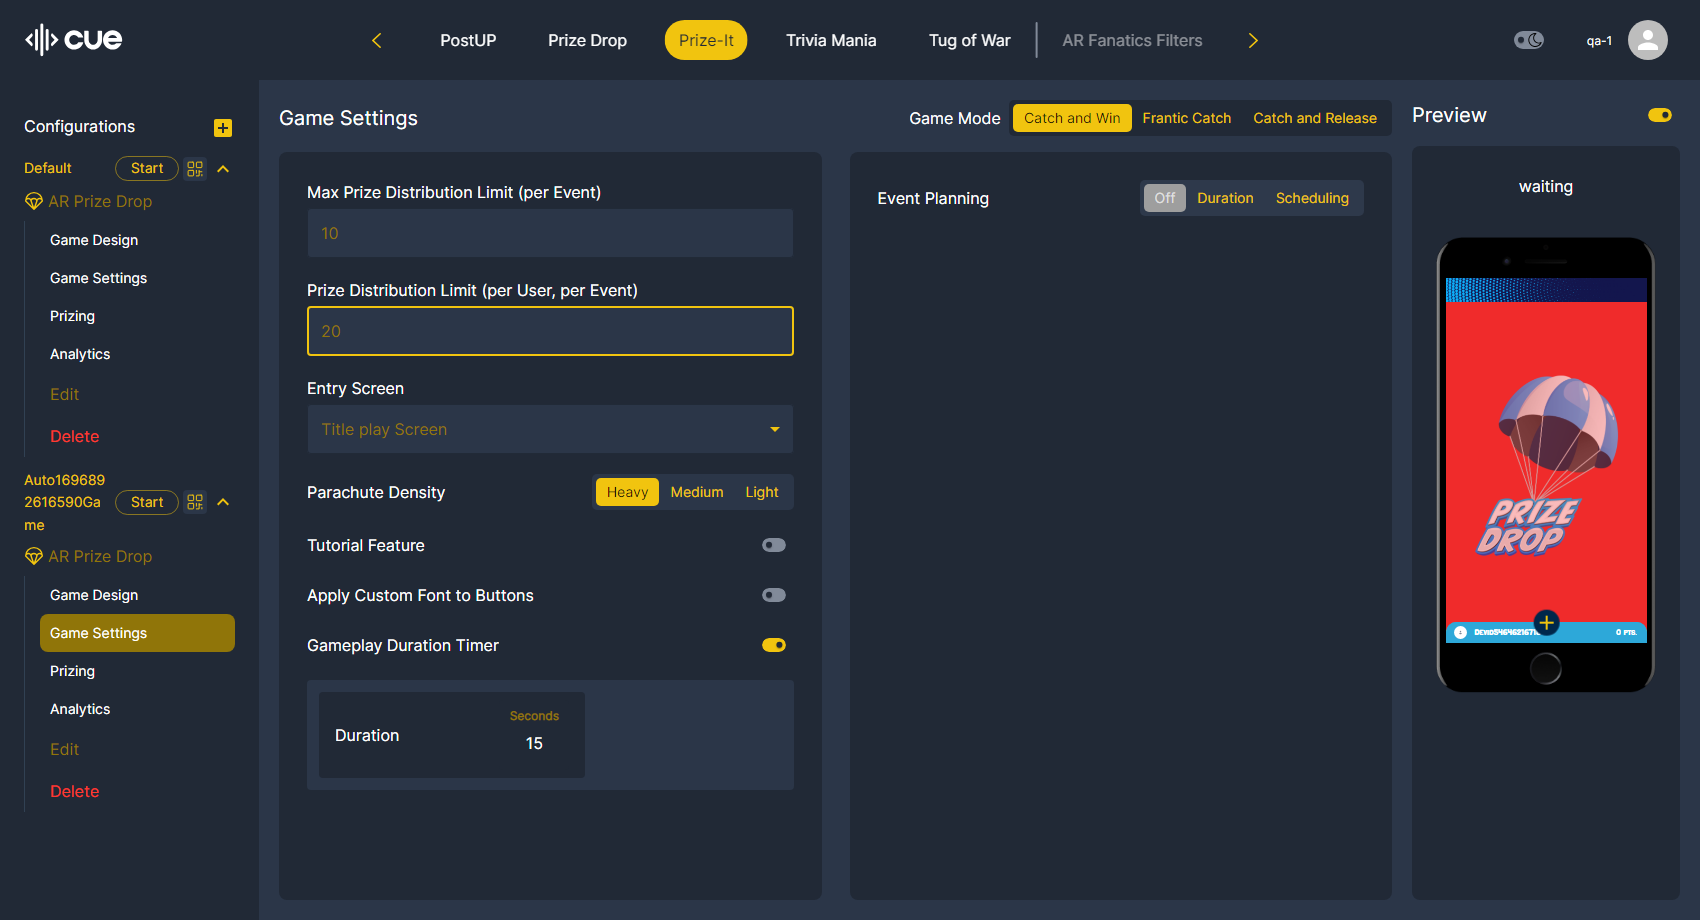 cue
PostUP
Prize Drop
Prize-It
Trivia Mania
Tug of War
AR Fanatics Filters
qa-1
Configurations
Default
Start
AR Prize Drop
Game Design
Game Settings
Prizing
Analytics
Edit
Delete
Auto169689
2616590Ga
me
Start
AR Prize Drop
Game Design
Game Settings
Prizing
Analytics
Edit
Delete
Game Settings
Game Mode
Catch and Win
Frantic Catch
Catch and Release
Max Prize Distribution Limit (per Event)
10
Prize Distribution Limit (per User, per Event)
20
Entry Screen
Title play Screen
Parachute Density
Heavy
Medium
Light
Tutorial Feature
Apply Custom Font to Buttons
Gameplay Duration Timer
Duration
Seconds
15
Event Planning
Off
Duration
Scheduling
Preview
waiting
PRIZE
DROP
0 PTS.